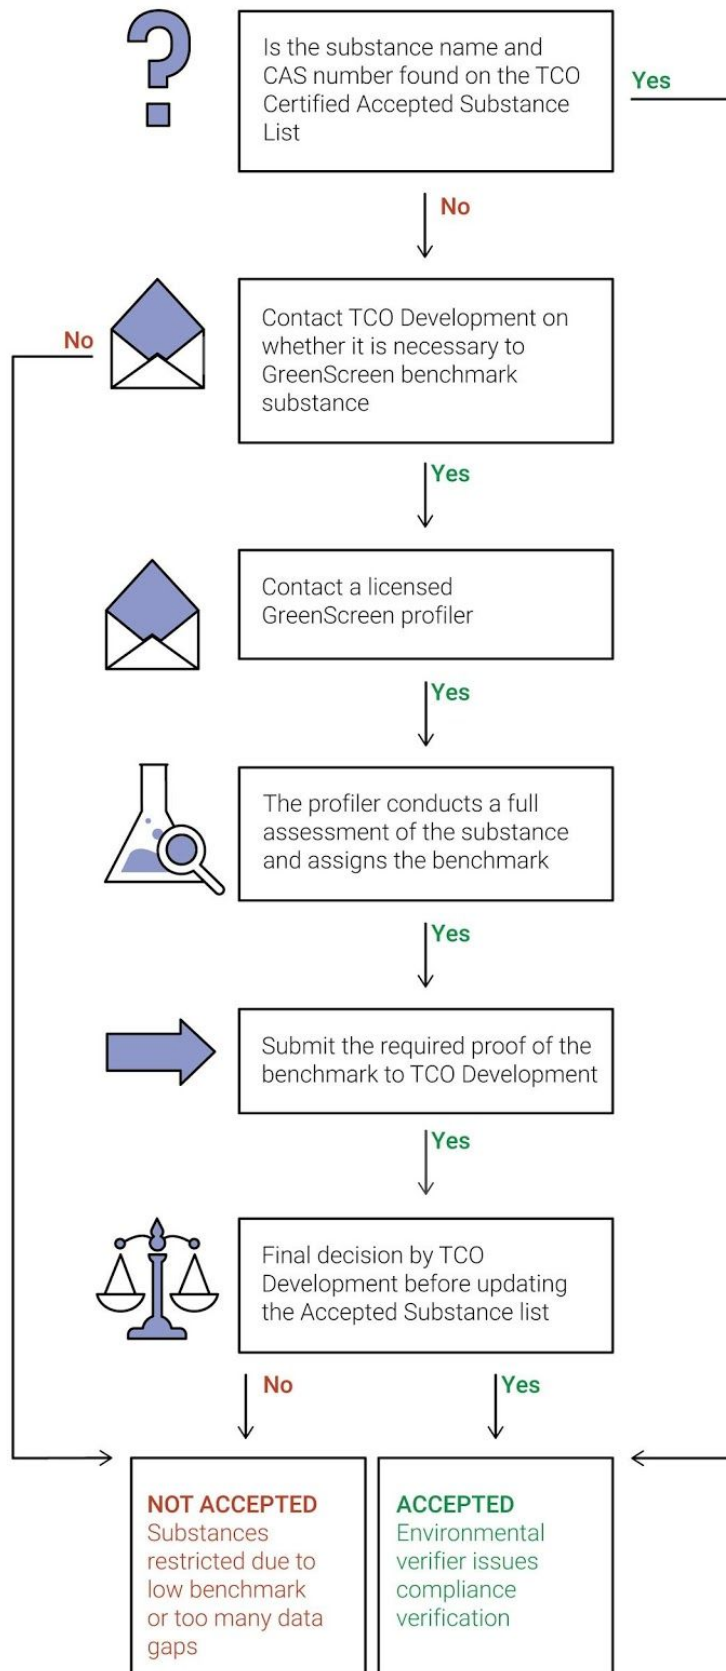 Is the substance name and
CAS number found on the TCO
Certified Accepted Substance
List
Yes
No
Contact TCO Development on
whether it is necessary to
GreenScreen benchmark
substance
No
Yes
Contact a licensed
GreenScreen profiler
Yes
The profiler conducts a full
assessment of the substance
and assigns the benchmark
Yes
Submit the required proof of the
benchmark to TCO Development
Yes
Final decision by TCO
Development before updating
the Accepted Substance list
No
Yes
NOT ACCEPTED
Substances
restricted due to
low benchmark
or too many data
gaps
ACCEPTED
Environmental
verifier issues
compliance
verification